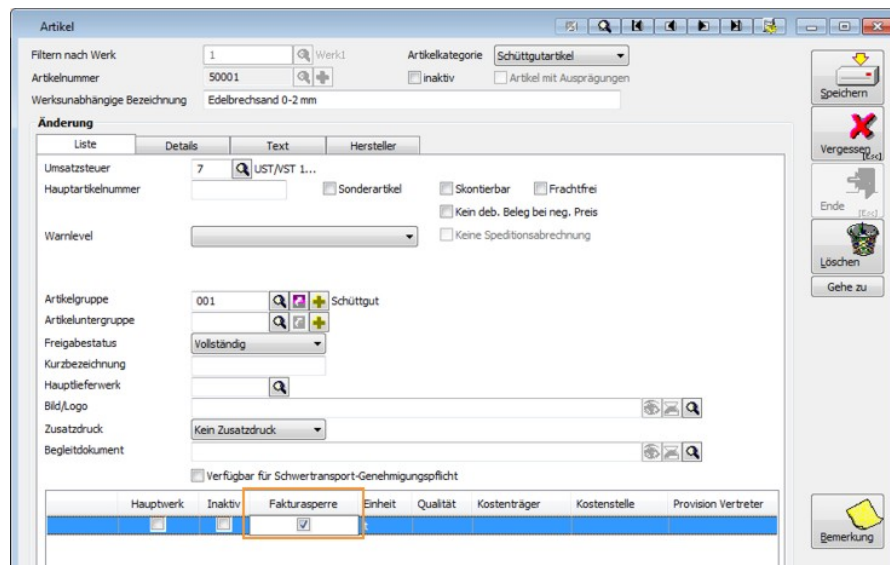 Artikel
Filtern nach Werk 1 Werk1 Artikelkategorie Schüttgutartikel
Artikelnummer 50001 inaktiv Artikel mit Ausprägungen
Werksunabhängige Bezeichnung Edelbrechsand 0-2 mm
Speichern
Änderung
Liste Details Text Hersteller
Vergessen [Esc]
Umsatzsteuer 7 UST/VST 1...
Hauptartikelnummer Sonderartikel Skontierbar Frachtfrei
Ende [Esc]
Kein deb. Beleg bei neg. Preis
Warnlevel Keine Speditionsabrechnung
Löschen
Gehe zu
Artikelgruppe 001 Schüttgut
Artikeluntergruppe
Freigabestatus Vollständig
Kurzbezeichnung
Hauptlieferwerk
Bild/Logo
Zusatzdruck Kein Zusatzdruck
Begleitdokument
Verfügbar für Schwertransport-Genehmigungspflicht
Hauptwerk Inaktiv Fakturasperre Einheit Qualität Kostenträger Kostenstelle Provision Vertreter
t
Bemerkung